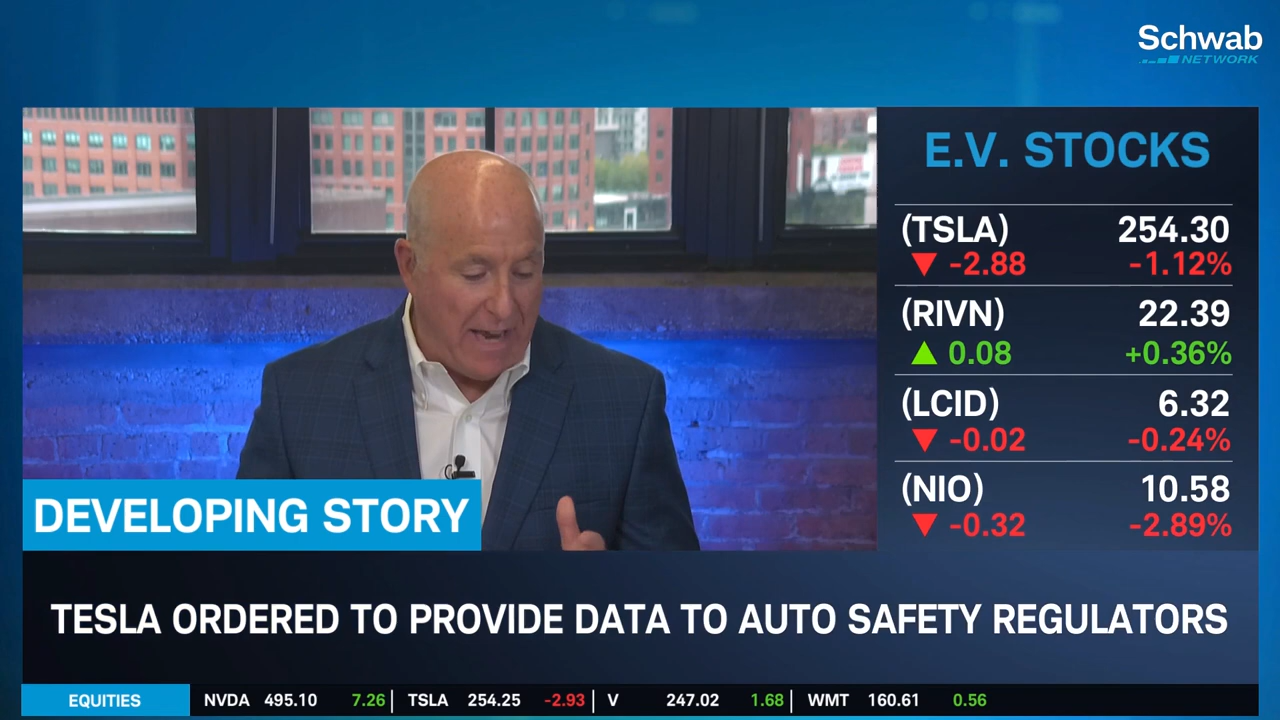 Schwab
NETWORK
E.V. STOCKS
(TSLA) 254.30
▼ -2.88 -1.12%
(RIVN) 22.39
▲ 0.08 +0.36%
(LCID) 6.32
▼ -0.02 -0.24%
(NIO) 10.58
▼ -0.32 -2.89%
DEVELOPING STORY
TESLA ORDERED TO PROVIDE DATA TO AUTO SAFETY REGULATORS
EQUITIES NVDA 495.10 7.26 TSLA 254.25 -2.93 V 247.02 1.68 WMT 160.61 0.56